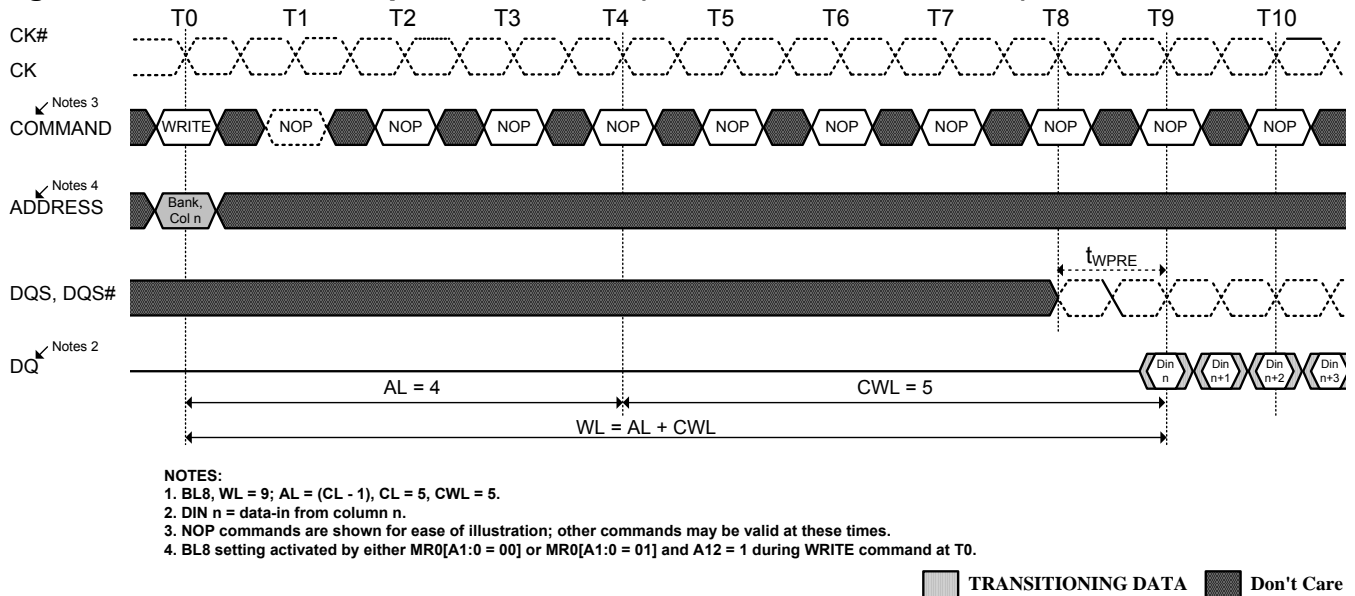 T0 T1 T2 T3 T4 T5 T6 T7 T8 T9 T10
CK#
CK
Notes 3
COMMAND
WRITE NOP NOP NOP NOP NOP NOP NOP NOP NOP NOP
Notes 4
ADDRESS
Bank,
Col n
tWPRE
DQS, DQS#
Notes 2
DQ
Din n Din n+1 Din n+2 Din n+3
AL = 4 CWL = 5
WL = AL + CWL
NOTES:
1. BL8, WL = 9; AL = (CL - 1), CL = 5, CWL = 5.
2. DIN n = data-in from column n.
3. NOP commands are shown for ease of illustration; other commands may be valid at these times.
4. BL8 setting activated by either MR0[A1:0 = 00] or MR0[A1:0 = 01] and A12 = 1 during WRITE command at T0.
TRANSITIONING DATA Don't Care